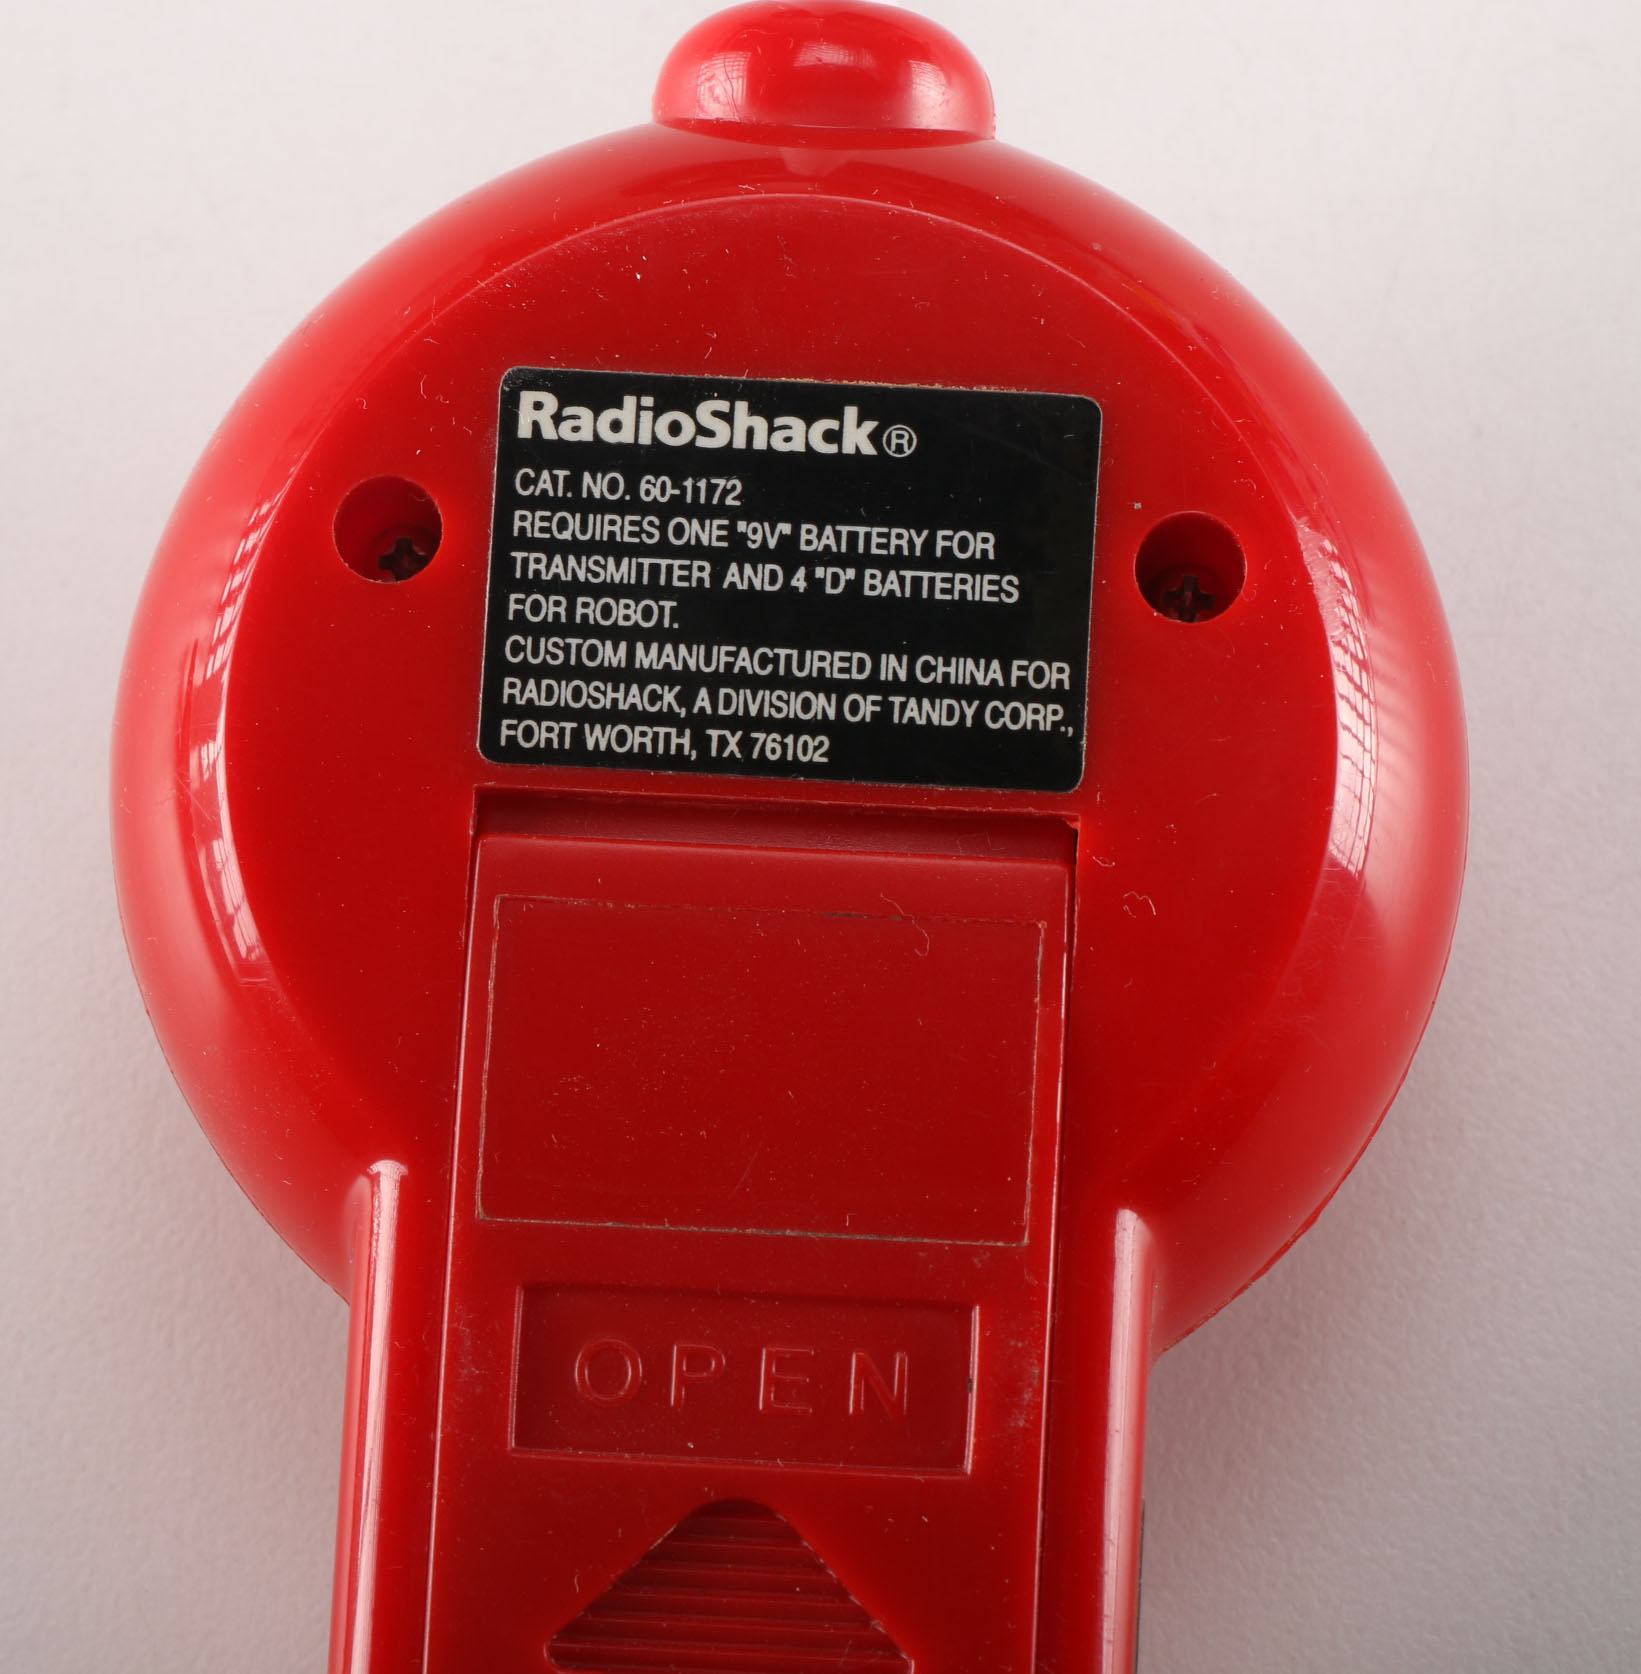 RadioShack®
CAT. NO. 60-1172
REQUIRES ONE "9V" BATTERY FOR
TRANSMITTER AND 4 "D" BATTERIES
FOR ROBOT.
CUSTOM MANUFACTURED IN CHINA FOR
RADIOSHACK, A DIVISION OF TANDY CORP.,
FORT WORTH, TX 76102
OPEN